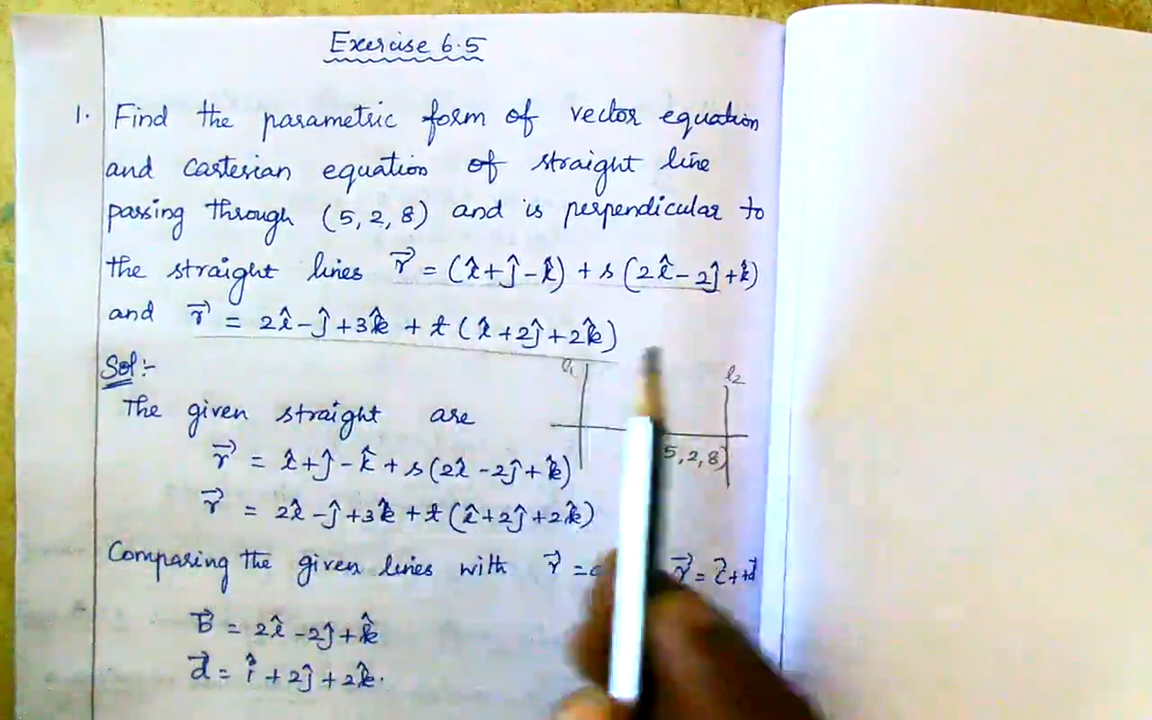 Exercise 6.5
1. Find the parametric form of vector equation
and cartesian equation of straight line
passing through (5, 2, 8) and is perpendicular to
the straight lines r⃗ = (î+ĵ-k̂) + s(2î-2ĵ+k̂)
and r⃗ = 2î-ĵ+3k̂ + t(î+2ĵ+2k̂)
Sol:-
l2
The given straight are
5,2,8)
r⃗ = î+ĵ-k̂+s(2î-2ĵ+k̂)
r⃗ = 2î-ĵ+3k̂+t(î+2ĵ+2k̂)
Comparing the given lines with r⃗ = r⃗ = c⃗+td⃗
b⃗ = 2î-2ĵ+k̂
d⃗ = î+2ĵ+2k̂.